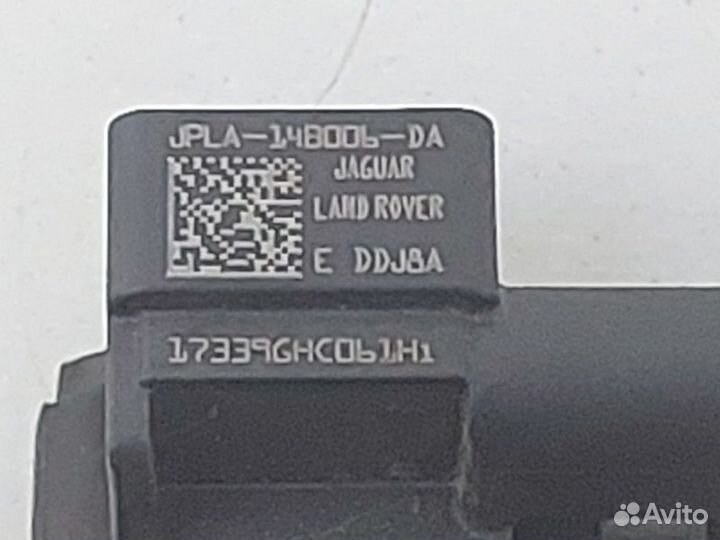 JPLA-14B006-DA
JAGUAR
LAND ROVER
E DDJ8A
17339GHC061H1
Avito